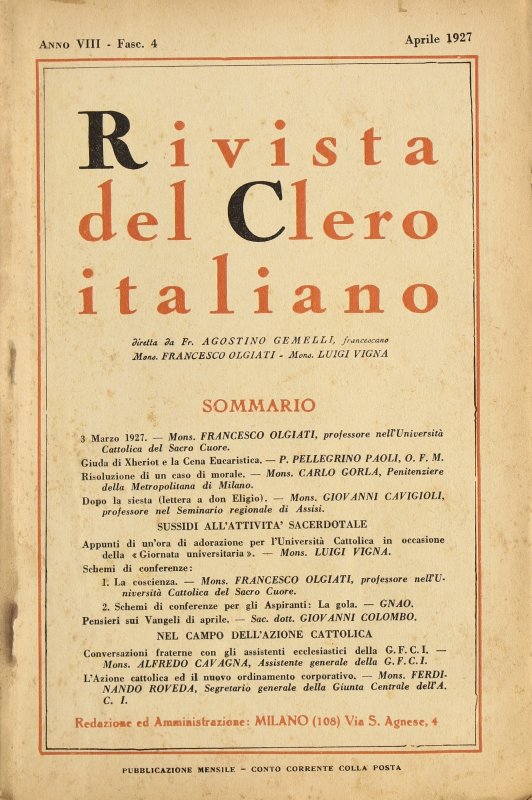 ANNO VIII - Fasc. 4
Aprile 1927
Rivista
del Clero
italiano
diretta da Fr. AGOSTINO GEMELLI, francescano
Mons. FRANCESCO OLGIATI - Mons. LUIGI VIGNA
SOMMARIO
3 Marzo 1927. — Mons. FRANCESCO OLGIATI, professore nell'Università
Cattolica del Sacro Cuore.
Giuda di Xheriot e la Cena Eucaristica. — P. PELLEGRINO PAOLI, O. F. M.
Risoluzione di un caso di morale. — Mons. CARLO GORLA, Penitenziere
della Metropolitana di Milano.
Dopo la siesta (lettera a don Eligio). — Mons. GIOVANNI CAVIGIOLI,
professore nel Seminario regionale di Assisi.
SUSSIDI ALL'ATTIVITA' SACERDOTALE
Appunti di un'ora di adorazione per l'Università Cattolica in occasione
della « Giornata universitaria ». — Mons. LUIGI VIGNA.
Schemi di conferenze:
1. La coscienza. — Mons. FRANCESCO OLGIATI, professore nell'U-
niversità Cattolica del Sacro Cuore.
2. Schemi di conferenze per gli Aspiranti: La gola. — GNAO.
Pensieri sui Vangeli di aprile. — Sac. dott. GIOVANNI COLOMBO.
NEL CAMPO DELL'AZIONE CATTOLICA
Conversazioni fraterne con gli assistenti ecclesiastici della G. F. C. I. —
Mons. ALFREDO CAVAGNA, Assistente generale della G. F. C. I.
L'Azione cattolica ed il nuovo ordinamento corporativo. — Mons. FERDI-
NANDO ROVEDA, Segretario generale della Giunta Centrale dell'A.
C. I.
Redazione ed Amministrazione: MILANO (108) Via S. Agnese, 4
PUBBLICAZIONE MENSILE - CONTO CORRENTE COLLA POSTA